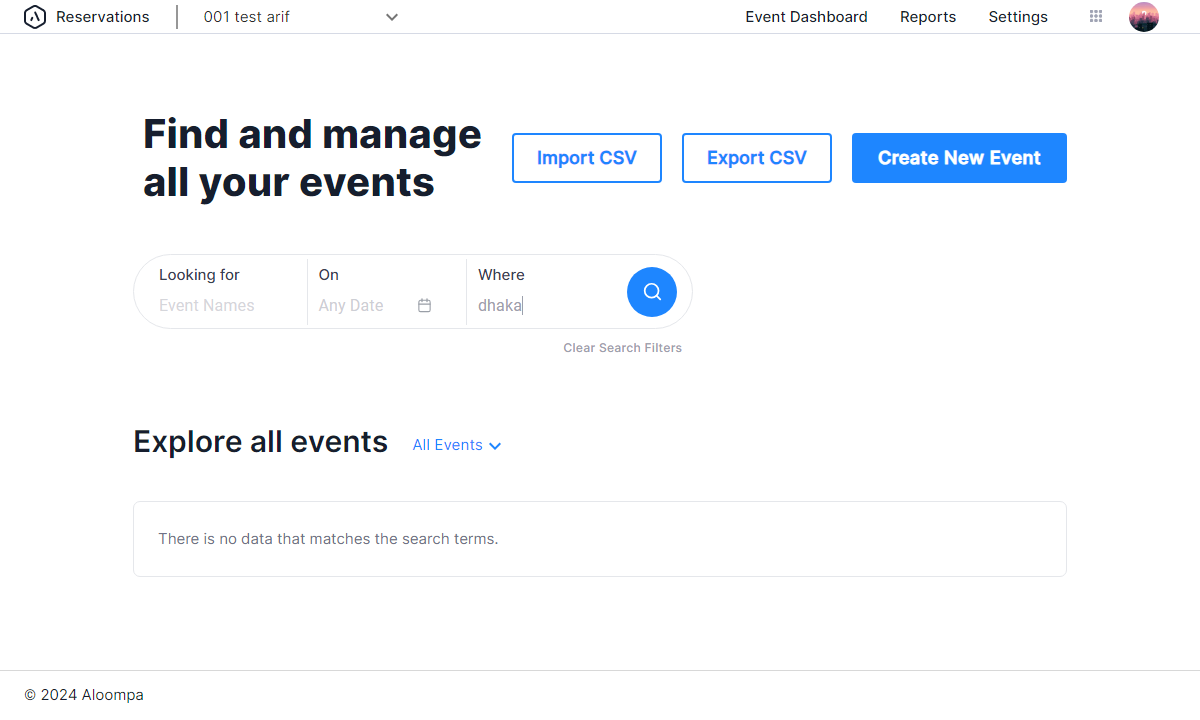 Reservations
001 test arif
Event Dashboard
Reports
Settings
Find and manage
all your events
Import CSV
Export CSV
Create New Event
Looking for
On
Where
Event Names
Any Date
dhaka
Clear Search Filters
Explore all events
All Events
There is no data that matches the search terms.
© 2024 Aloompa